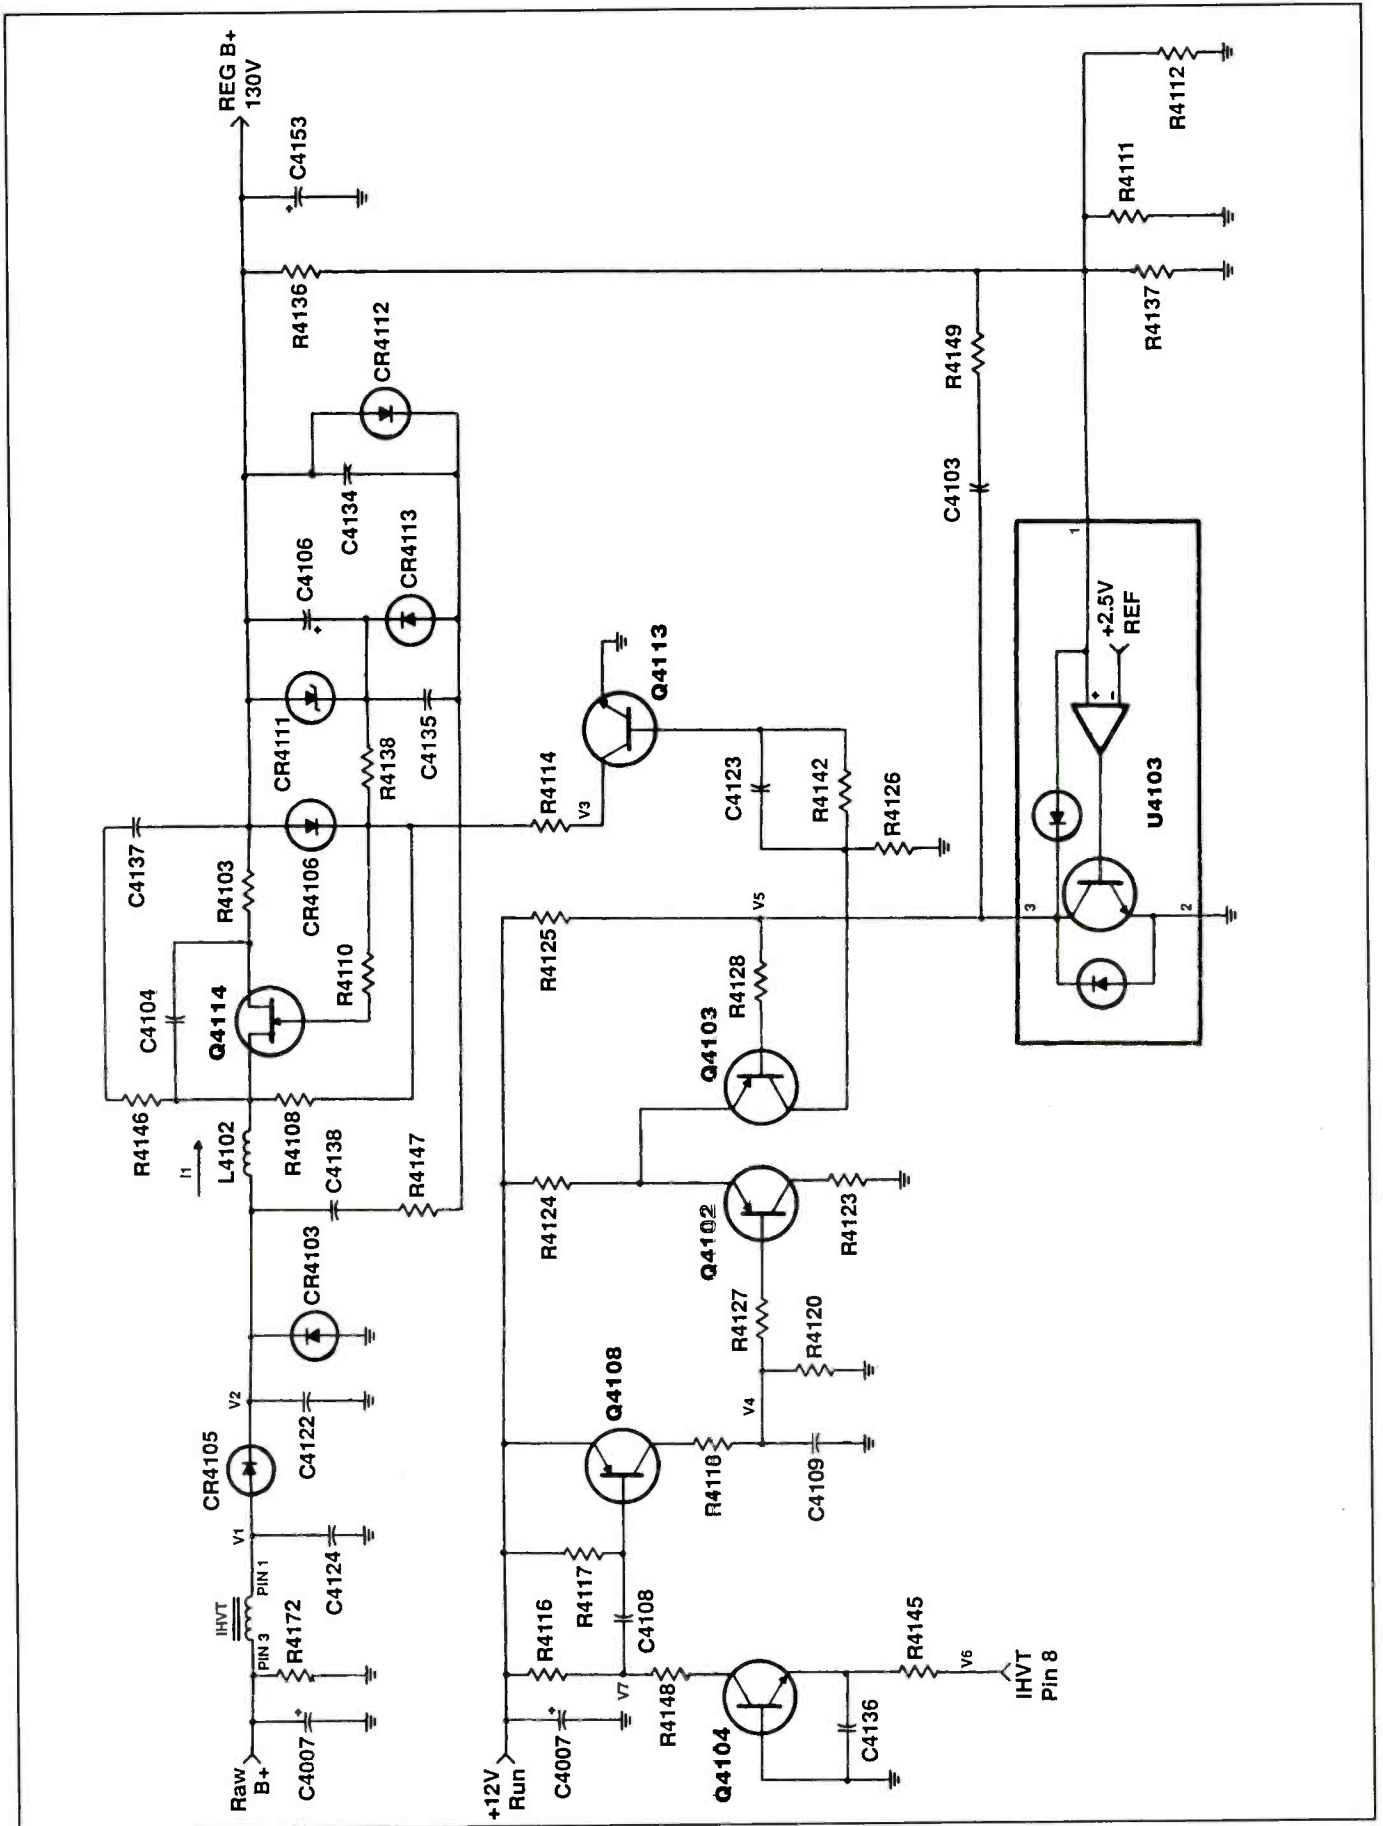 REG B+
130V
C4153
R4112
R4111
R4136
R4137
CR4112
R4149
C4134
C4103
C4106
CR4113
+2.5V
REF
1
+
-
CR4111
R4138
C4135
Q4113
U4103
C4137
R4103
CR4106
R4114
V3
C4123
R4142
R4126
C4104
Q4114
R4110
R4125
V5
3
2
R4128
Q4103
R4146
I1
L4102
R4108
C4138
R4147
R4124
Q4102
R4123
CR4103
R4127
R4120
V2
V4
Q4108
CR4105
C4122
R4118
C4109
V1
PIN 1
C4124
IHVT
PIN 3
R4172
R4117
R4116
C4108
R4145
V7
R4148
V6
IHVT
Pin 8
Raw
B+
+
C4007
+12V
Run
+
C4007
Q4104
C4136
+
+